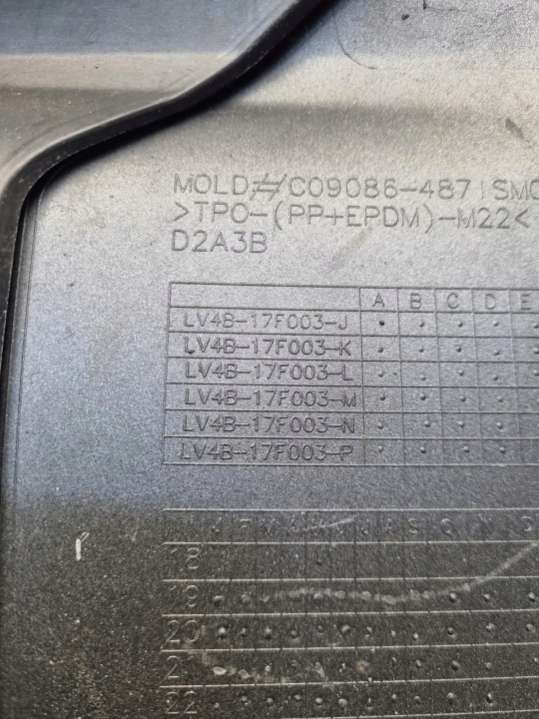 MOLD≠C09086-4871SMC
>TPO-(PP+EPDM)-M22<
D2A3B
A B C D E
LV4B-17F003-J
LV4B-17F003-K
LV4B-17F003-L
LV4B-17F003-M
LV4B-17F003-N
LV4B-17F003-P
J F M A M J J A S O N D
18
19
20
21
22